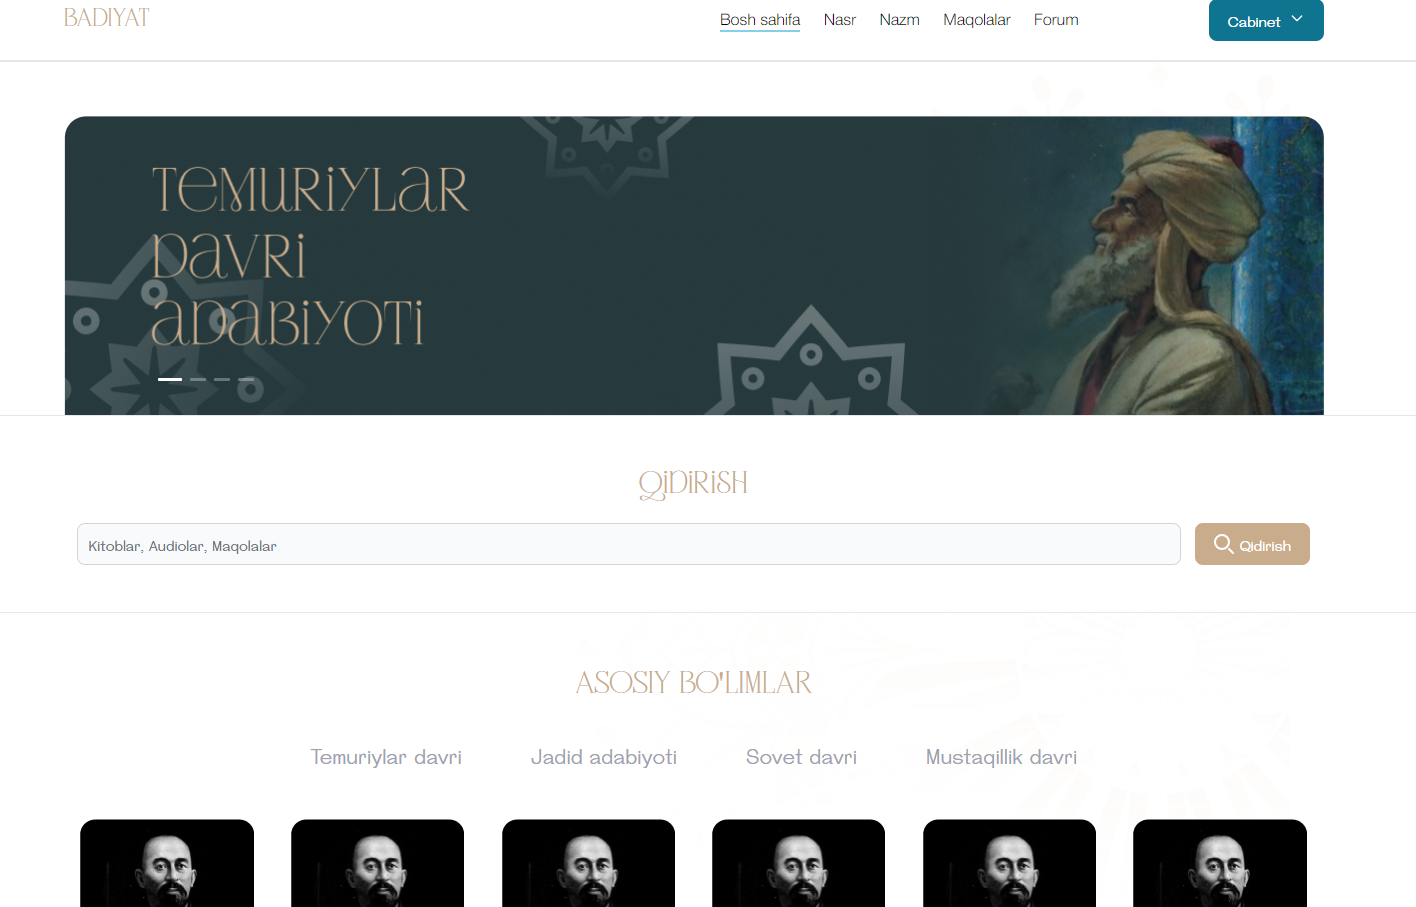 BADIYAT
Bosh sahifa Nasr Nazm Maqolalar Forum Cabinet
TEMURIYLAR
DAVRI
ADABIYOTI
QIDIRISH
Kitoblar, Audiolar, Maqolalar Qidirish
ASOSIY BO'LIMLAR
Temuriylar davri Jadid adabiyoti Sovet davri Mustaqillik davri